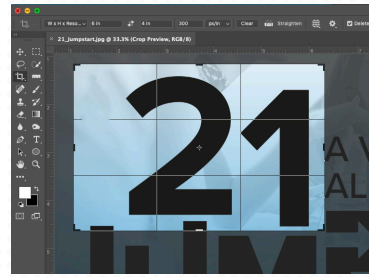 W x H x Reso... 6 in 4 in 300 px/in Clear Straighten Delete
× 21_jumpstart.jpg @ 33.3% (Crop Preview, RGB/8)
21
A V
AL